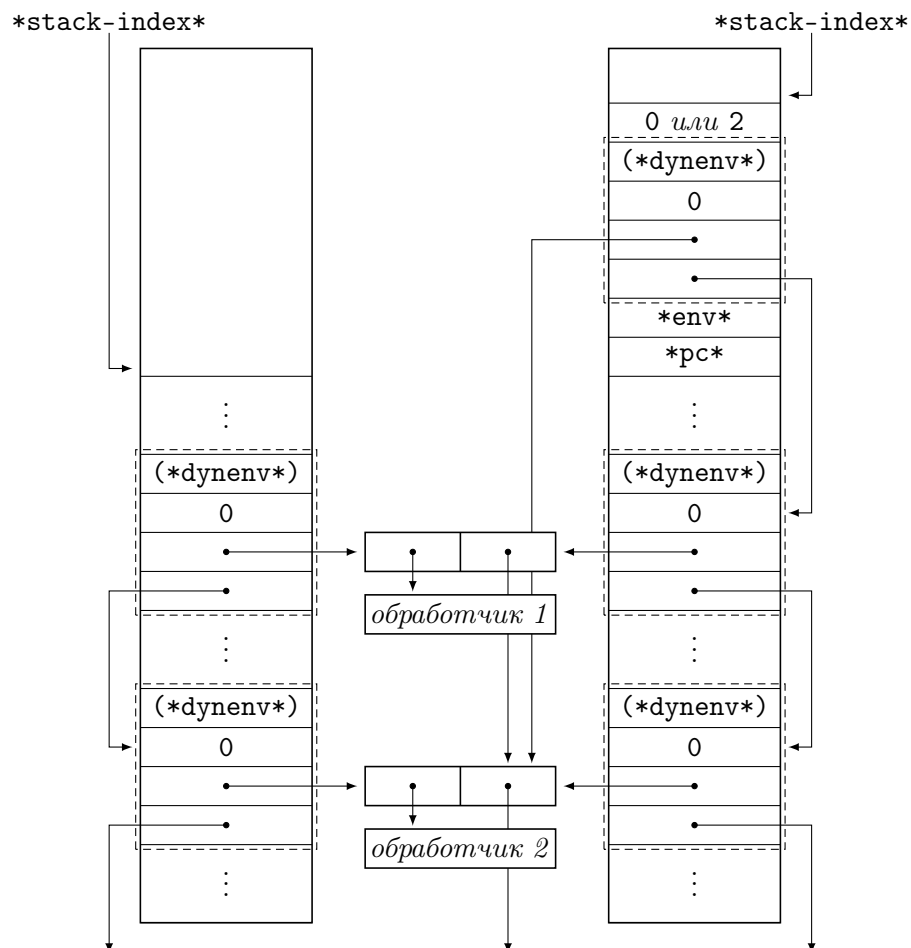 *stack-index*
*stack-index*
0 или 2
(*dynenv*)
0
*env*
*pc*
⋮
⋮
(*dynenv*)
(*dynenv*)
0
0
обработчик 1
⋮
⋮
(*dynenv*)
(*dynenv*)
0
0
обработчик 2
⋮
⋮